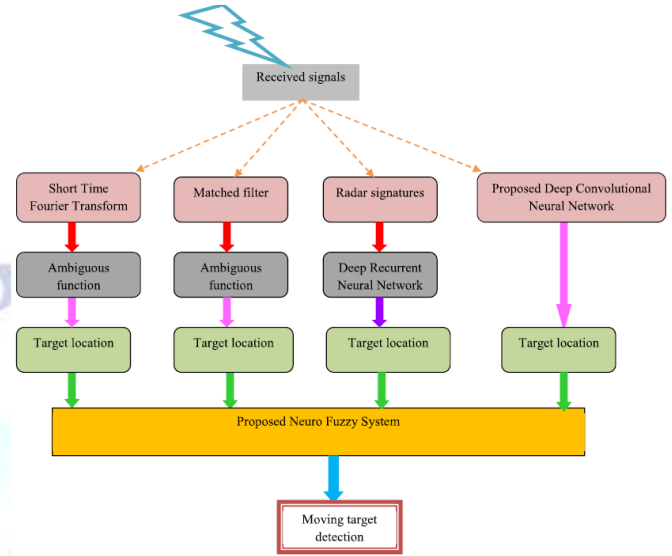 Received signals
Short Time
Fourier Transform
Matched filter
Radar signatures
Proposed Deep Convolutional
Neural Network
Ambiguous
function
Ambiguous
function
Deep Recurrent
Neural Network
Target location
Target location
Target location
Target location
Proposed Neuro Fuzzy System
Moving target
detection